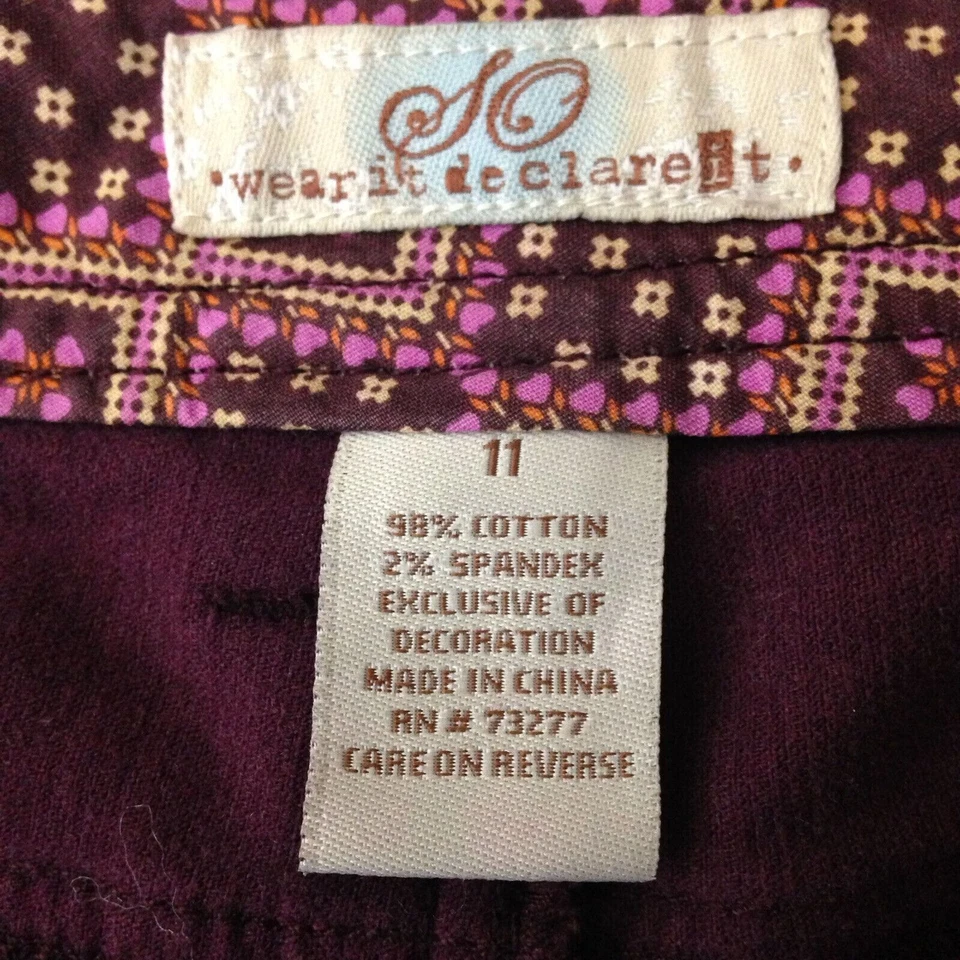 SO
•wear it declare it•
11
98% COTTON
2% SPANDEX
EXCLUSIVE OF
DECORATION
MADE IN CHINA
RN # 73277
CARE ON REVERSE